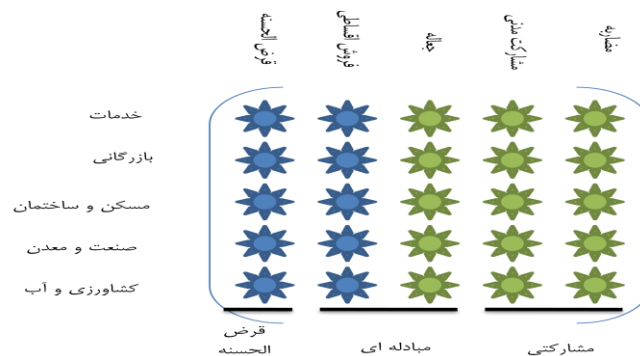 مضاربه
مشارکت مدنی
جعاله
فروش اقساطی
قرض الحسنه
خدمات
بازرگانی
مسکن و ساختمان
صنعت و معدن
کشاورزی و آب
مشارکتی
مبادله ای
قرض
الحسنه